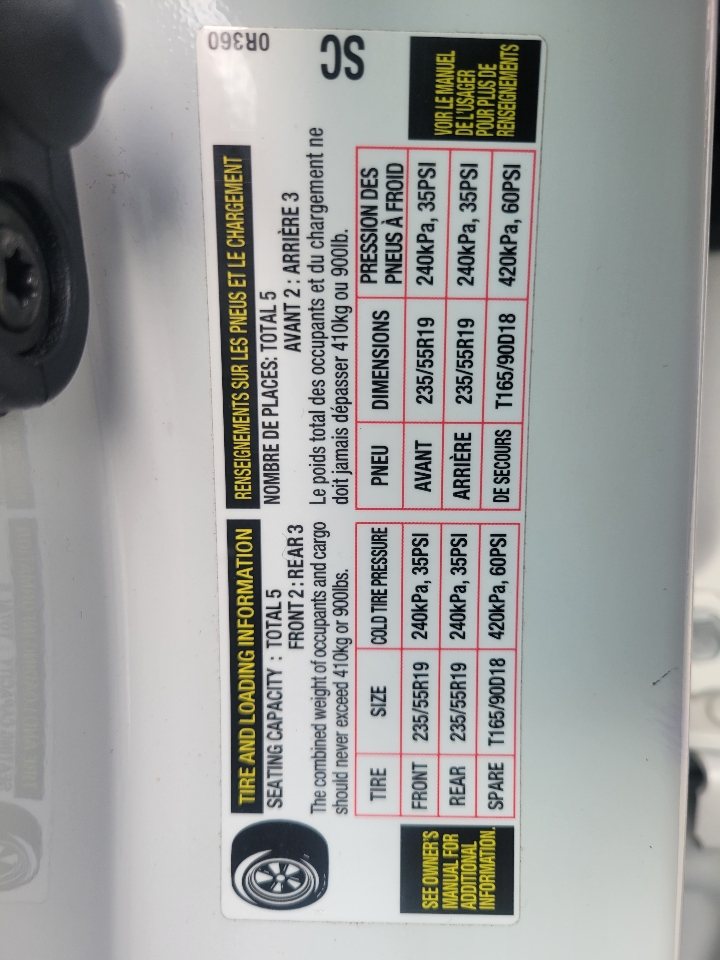 TIRE AND LOADING INFORMATION
SEATING CAPACITY : TOTAL 5
FRONT 2 : REAR 3
The combined weight of occupants and cargo
should never exceed 410kg or 900lbs.
TIRE SIZE COLD TIRE PRESSURE
FRONT 235/55R19 240kPa, 35PSI
REAR 235/55R19 240kPa, 35PSI
SPARE T165/90D18 420kPa, 60PSI
SEE OWNER'S
MANUAL FOR
ADDITIONAL
INFORMATION.
RENSEIGNEMENTS SUR LES PNEUS ET LE CHARGEMENT
NOMBRE DE PLACES: TOTAL 5
AVANT 2 : ARRIÈRE 3
Le poids total des occupants et du chargement ne
doit jamais dépasser 410kg ou 900lb.
PNEU DIMENSIONS PRESSION DES
PNEUS À FROID
AVANT 235/55R19 240kPa, 35PSI
ARRIÈRE 235/55R19 240kPa, 35PSI
DE SECOURS T165/90D18 420kPa, 60PSI
VOIR LE MANUEL
DE L'USAGER
POUR PLUS DE
RENSEIGNEMENTS
0R360
SC